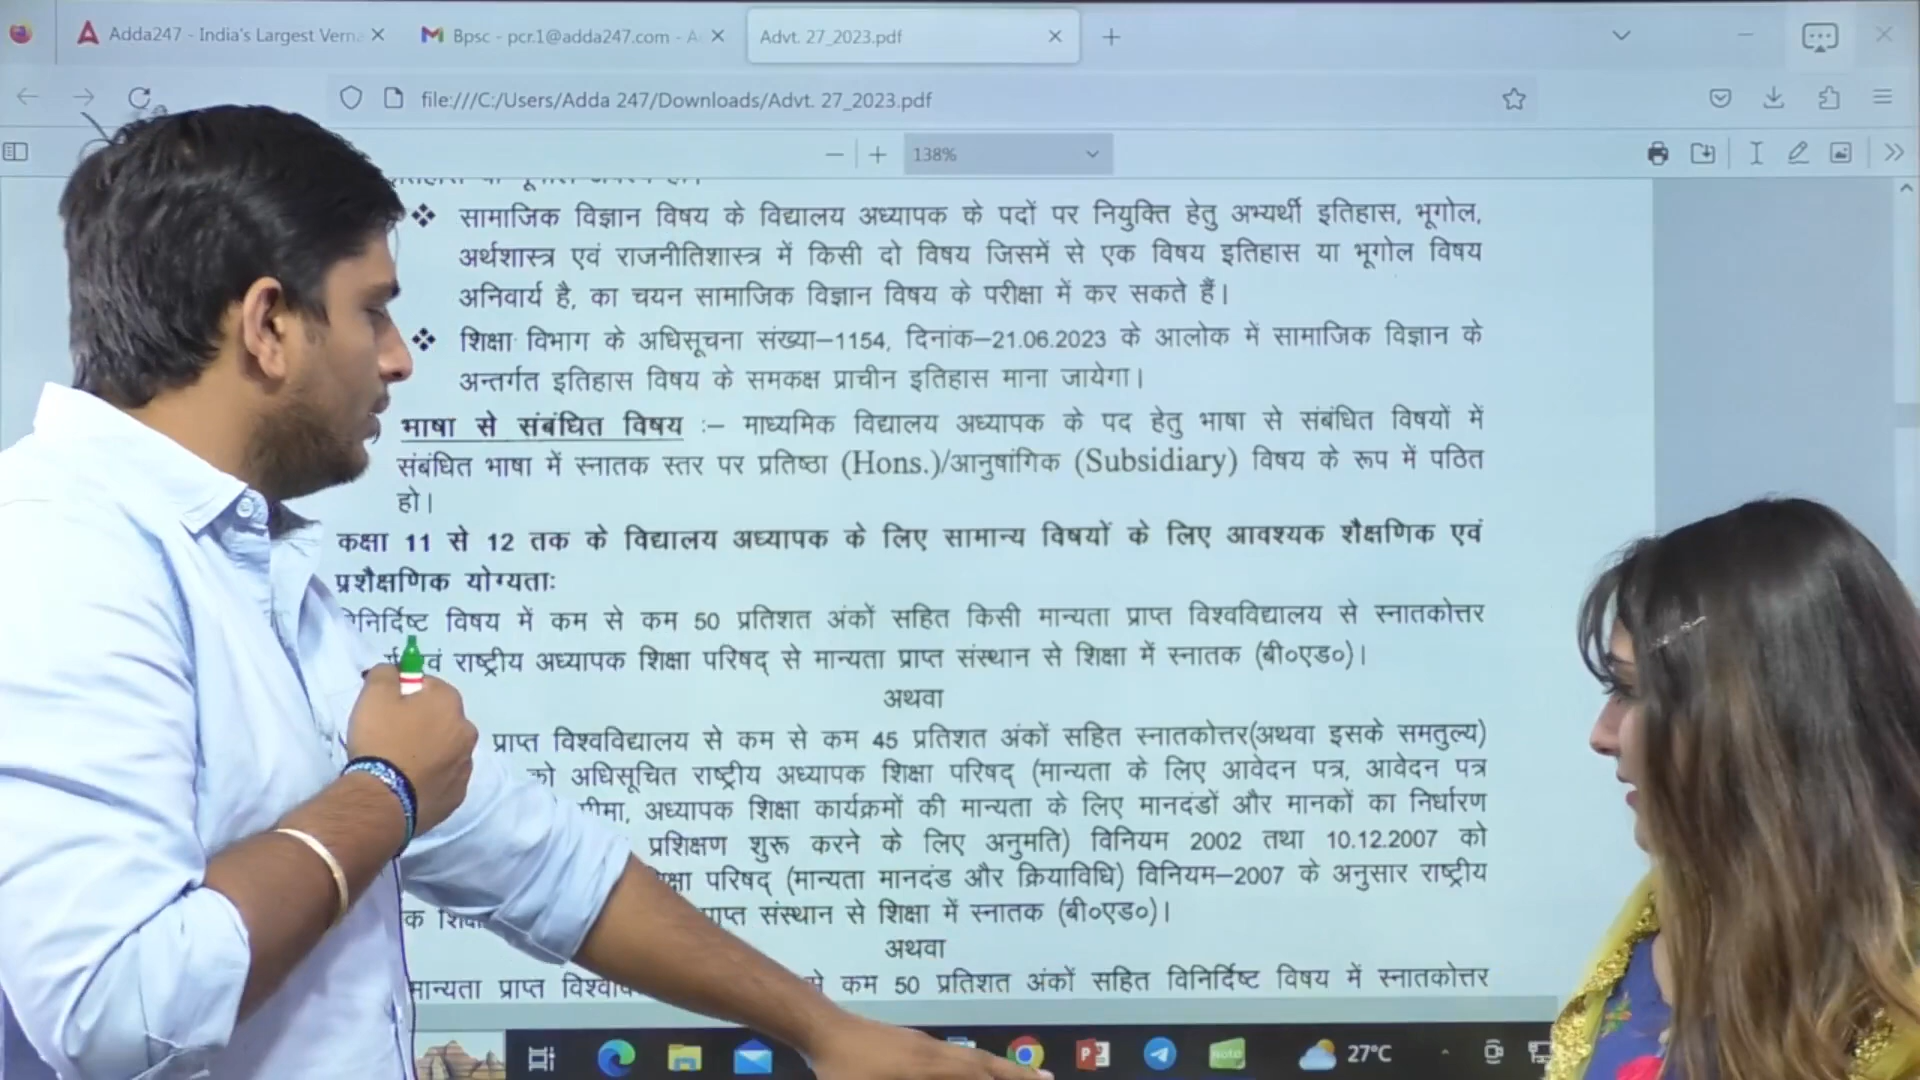 Adda247 - India's Largest Verna
Bpsc - pcr.1@adda247.com - A
Advt. 27_2023.pdf
file:///C:/Users/Adda 247/Downloads/Advt. 27_2023.pdf
138%
सामाजिक विज्ञान विषय के विद्यालय अध्यापक के पदों पर नियुक्ति हेतु अभ्यर्थी इतिहास, भूगोल,
अर्थशास्त्र एवं राजनीतिशास्त्र में किसी दो विषय जिसमें से एक विषय इतिहास या भूगोल विषय
अनिवार्य है, का चयन सामाजिक विज्ञान विषय के परीक्षा में कर सकते हैं।
शिक्षा विभाग के अधिसूचना संख्या–1154, दिनांक–21.06.2023 के आलोक में सामाजिक विज्ञान के
अन्तर्गत इतिहास विषय के समकक्ष प्राचीन इतिहास माना जायेगा।
भाषा से संबंधित विषय :– माध्यमिक विद्यालय अध्यापक के पद हेतु भाषा से संबंधित विषयों में
संबंधित भाषा में स्नातक स्तर पर प्रतिष्ठा (Hons.)/आनुषांगिक (Subsidiary) विषय के रूप में पठित
हो।
कक्षा 11 से 12 तक के विद्यालय अध्यापक के लिए सामान्य विषयों के लिए आवश्यक शैक्षणिक एवं
प्रशैक्षणिक योग्यताः
विषय में कम से कम 50 प्रतिशत अंकों सहित किसी मान्यता प्राप्त विश्वविद्यालय से स्नातकोत्तर
राष्ट्रीय अध्यापक शिक्षा परिषद् से मान्यता प्राप्त संस्थान से शिक्षा में स्नातक (बी०एड०)।
अथवा
प्राप्त विश्वविद्यालय से कम से कम 45 प्रतिशत अंकों सहित स्नातकोत्तर(अथवा इसके समतुल्य)
को अधिसूचित राष्ट्रीय अध्यापक शिक्षा परिषद् (मान्यता के लिए आवेदन पत्र, आवेदन पत्र
अध्यापक शिक्षा कार्यक्रमों की मान्यता के लिए मानदंडों और मानकों का निर्धारण
प्रशिक्षण शुरू करने के लिए अनुमति) विनियम 2002 तथा 10.12.2007 को
परिषद् (मान्यता मानदंड और क्रियाविधि) विनियम–2007 के अनुसार राष्ट्रीय
संस्थान से शिक्षा में स्नातक (बी०एड०)।
अथवा
मान्यता प्राप्त से कम 50 प्रतिशत अंकों सहित विनिर्दिष्ट विषय में स्नातकोत्तर
27°C